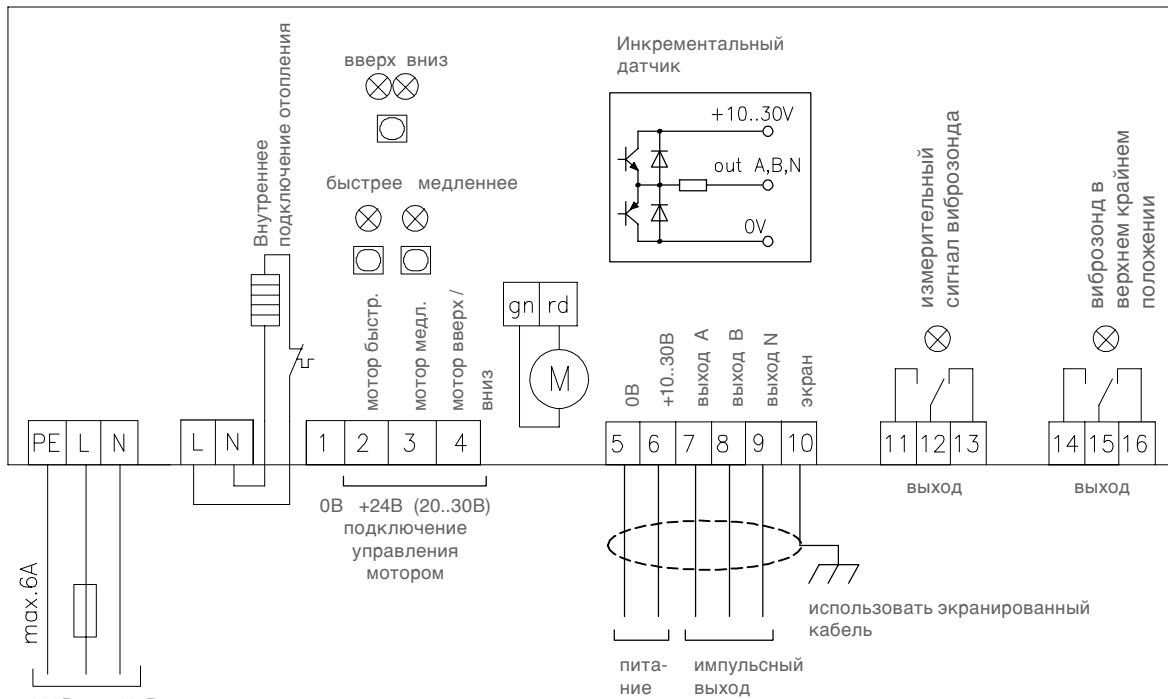 вверх вниз
быстрее медленнее
Внутреннее
подключение отопления
Инкрементальный
датчик
+10..30V
out A,B,N
0V
измерительный
сигнал виброзонда
виброзонд в
верхнем крайнем
положении
gn rd
M
мотор быстр.
мотор медл.
мотор вверх /
вниз
0В
+10..30В
выход А
выход В
выход N
экран
PE L N
L N
1 2 3 4
5 6 7 8 9 10
11 12 13
14 15 16
0В +24В (20..30В)
подключение
управления
мотором
выход
выход
max.6A
использовать экранированный
кабель
пита-
ние
импульсный
выход